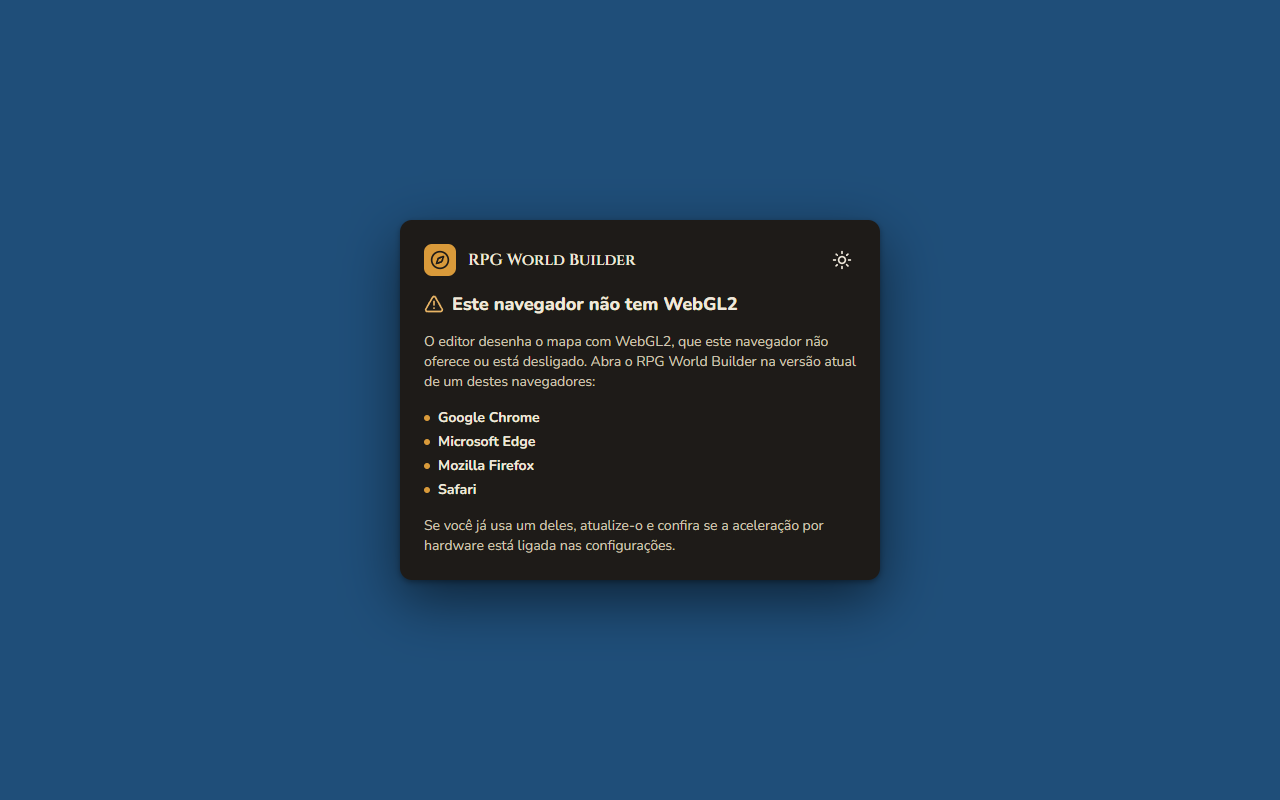 RPG World Builder
Este navegador não tem WebGL2
O editor desenha o mapa com WebGL2, que este navegador não
oferece ou está desligado. Abra o RPG World Builder na versão atual
de um destes navegadores:
Google Chrome
Microsoft Edge
Mozilla Firefox
Safari
Se você já usa um deles, atualize-o e confira se a aceleração por
hardware está ligada nas configurações.